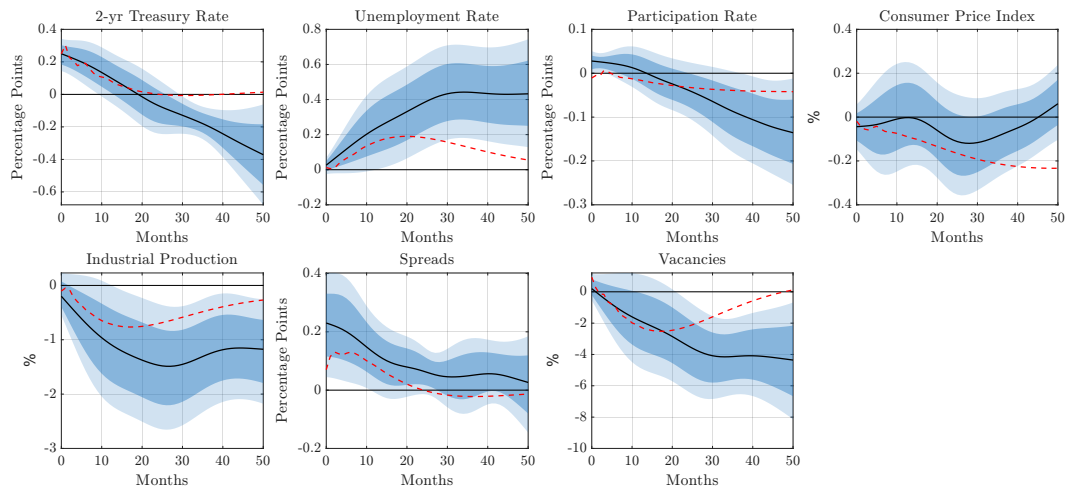 2-yr Treasury Rate
Percentage Points
0.4
0.2
0
-0.2
-0.4
-0.6
0 10 20 30 40 50
Months
Unemployment Rate
Percentage Points
0.8
0.6
0.4
0.2
0
-0.2
0 10 20 30 40 50
Months
Participation Rate
Percentage Points
0.1
0
-0.1
-0.2
-0.3
0 10 20 30 40 50
Months
Consumer Price Index
%
0.4
0.2
0
-0.2
-0.4
0 10 20 30 40 50
Months
Industrial Production
%
0
-1
-2
-3
0 10 20 30 40 50
Months
Spreads
Percentage Points
0.4
0.2
0
-0.2
0 10 20 30 40 50
Months
Vacancies
%
0
-2
-4
-6
-8
-10
0 10 20 30 40 50
Months